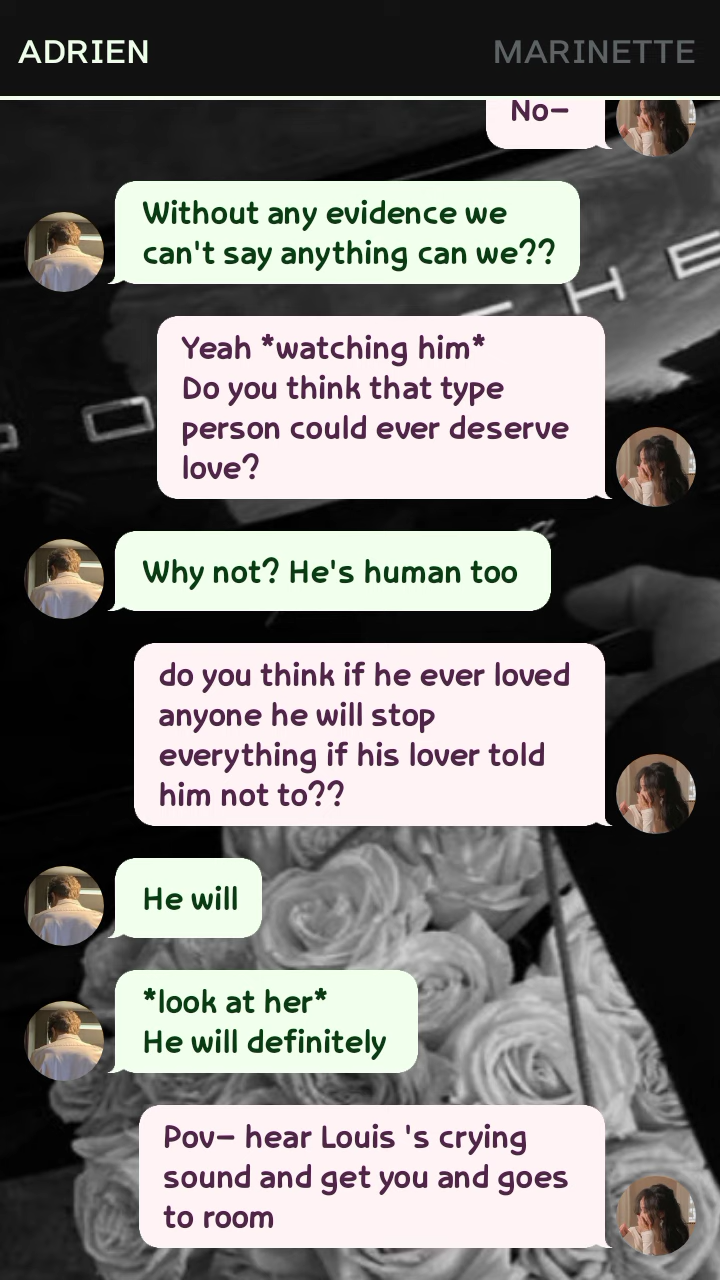 ADRIEN
MARINETTE
No–
Without any evidence we
can't say anything can we??
Yeah *watching him*
Do you think that type
person could ever deserve
love?
Why not? He's human too
do you think if he ever loved
anyone he will stop
everything if his lover told
him not to??
He will
*look at her*
He will definitely
Pov– hear Louis 's crying
sound and get you and goes
to room